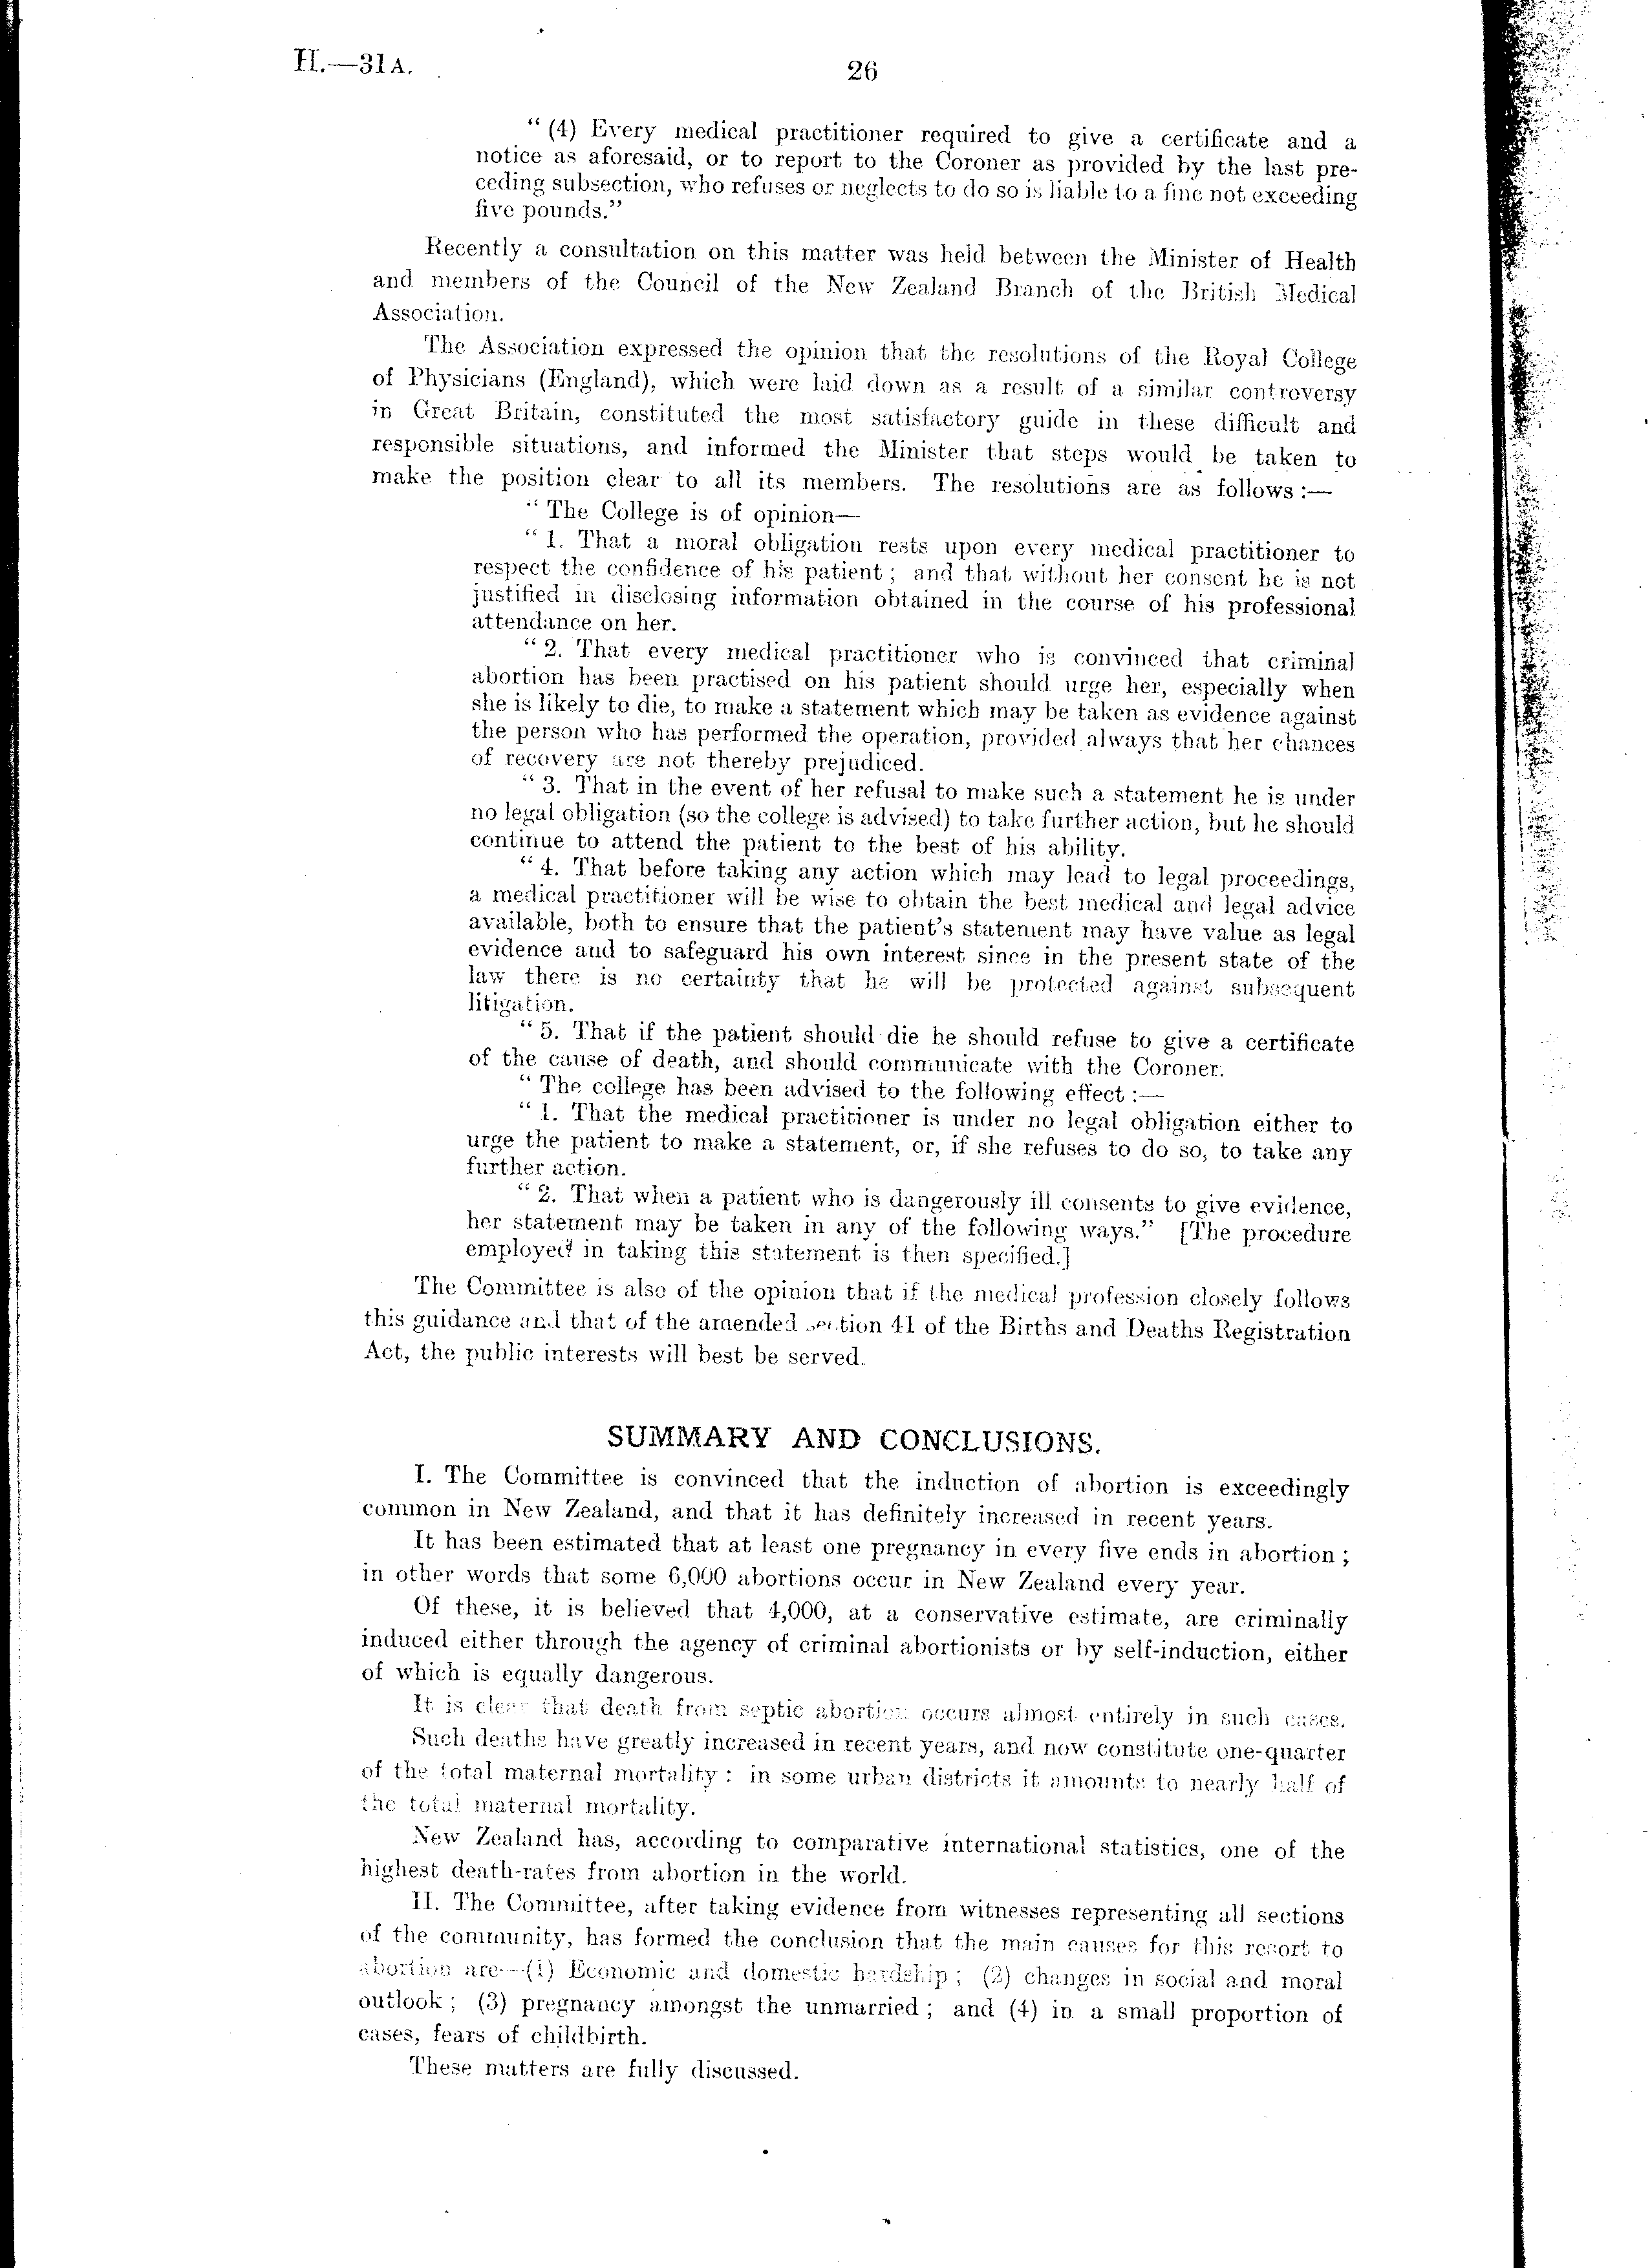 H.—31A.
26
“ (4) Every medical practitioner required to give a certificate and a
notice as aforesaid, or to report to the Coroner as provided by the last pre-
ceding subsection, who refuses or neglects to do so is liable to a fine not exceeding
five pounds.”
Recently a consultation on this matter was held between the Minister of Health
and members of the Council of the New Zealand Branch of the British Medical
Association.
The Association expressed the opinion that the resolutions of the Royal College
of Physicians (England), which were laid down as a result of a similar controversy
in Great Britain, constituted the most satisfactory guide in these difficult and
responsible situations, and informed the Minister that steps would be taken to
make the position clear to all its members. The resolutions are as follows :—
“ The College is of opinion—
“ 1. That a moral obligation rests upon every medical practitioner to
respect the confidence of his patient ; and that without her consent he is not
justified in disclosing information obtained in the course of his professional
attendance on her.
“ 2. That every medical practitioner who is convinced that criminal
abortion has been practised on his patient should urge her, especially when
she is likely to die, to make a statement which may be taken as evidence against
the person who has performed the operation, provided always that her chances
of recovery are not thereby prejudiced.
“ 3. That in the event of her refusal to make such a statement he is under
no legal obligation (so the college is advised) to take further action, but he should
continue to attend the patient to the best of his ability.
“ 4. That before taking any action which may lead to legal proceedings,
a medical practitioner will be wise to obtain the best medical and legal advice
available, both to ensure that the patient’s statement may have value as legal
evidence and to safeguard his own interest since in the present state of the
law there is no certainty that he will be protected against subsequent
litigation.
“ 5. That if the patient should die he should refuse to give a certificate
of the cause of death, and should communicate with the Coroner.
“ The college has been advised to the following effect :—
“ 1. That the medical practitioner is under no legal obligation either to
urge the patient to make a statement, or, if she refuses to do so, to take any
further action.
“ 2. That when a patient who is dangerously ill consents to give evidence,
her statement may be taken in any of the following ways.” [The procedure
employed in taking this statement is then specified.]
The Committee is also of the opinion that if the medical profession closely follows
this guidance and that of the amended section 41 of the Births and Deaths Registration
Act, the public interests will best be served.
SUMMARY AND CONCLUSIONS.
I. The Committee is convinced that the induction of abortion is exceedingly
common in New Zealand, and that it has definitely increased in recent years.
It has been estimated that at least one pregnancy in every five ends in abortion ;
in other words that some 6,000 abortions occur in New Zealand every year.
Of these, it is believed that 4,000, at a conservative estimate, are criminally
induced either through the agency of criminal abortionists or by self-induction, either
of which is equally dangerous.
It is clear that death from septic abortion occurs almost entirely in such cases.
Such deaths have greatly increased in recent years, and now constitute one-quarter
of the total maternal mortality : in some urban districts it amounts to nearly half of
the total maternal mortality.
New Zealand has, according to comparative international statistics, one of the
highest death-rates from abortion in the world.
II. The Committee, after taking evidence from witnesses representing all sections
of the community, has formed the conclusion that the main causes for this resort to
abortion are—(1) Economic and domestic hardship ; (2) changes in social and moral
outlook ; (3) pregnancy amongst the unmarried ; and (4) in a small proportion of
cases, fears of childbirth.
These matters are fully discussed.